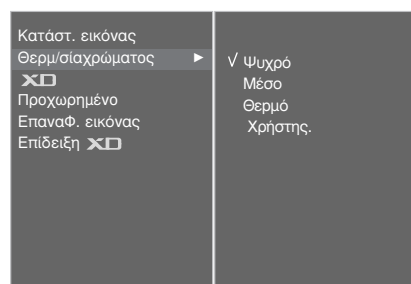 Κατάστ. εικόνας
Θερμ/σίαχρώματος ►
XD
Προχωρημένο
ΕπαναΦ. εικόνας
Επίδειξη XD
√ Ψυχρό
Μέσο
Θερμό
Χρήστης.